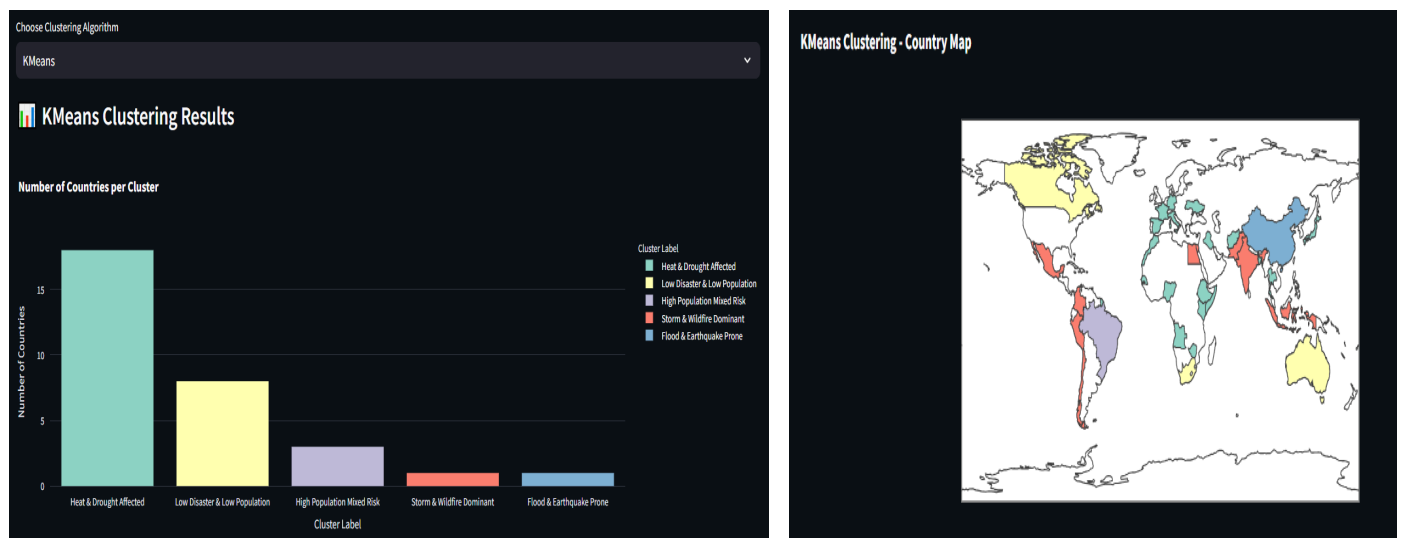 Choose Clustering Algorithm
KMeans
KMeans Clustering Results
Number of Countries per Cluster
Number of Countries
15
10
5
0
Heat & Drought Affected
Low Disaster & Low Population
High Population Mixed Risk
Storm & Wildfire Dominant
Flood & Earthquake Prone
Cluster Label
Cluster Label
Heat & Drought Affected
Low Disaster & Low Population
High Population Mixed Risk
Storm & Wildfire Dominant
Flood & Earthquake Prone
KMeans Clustering - Country Map